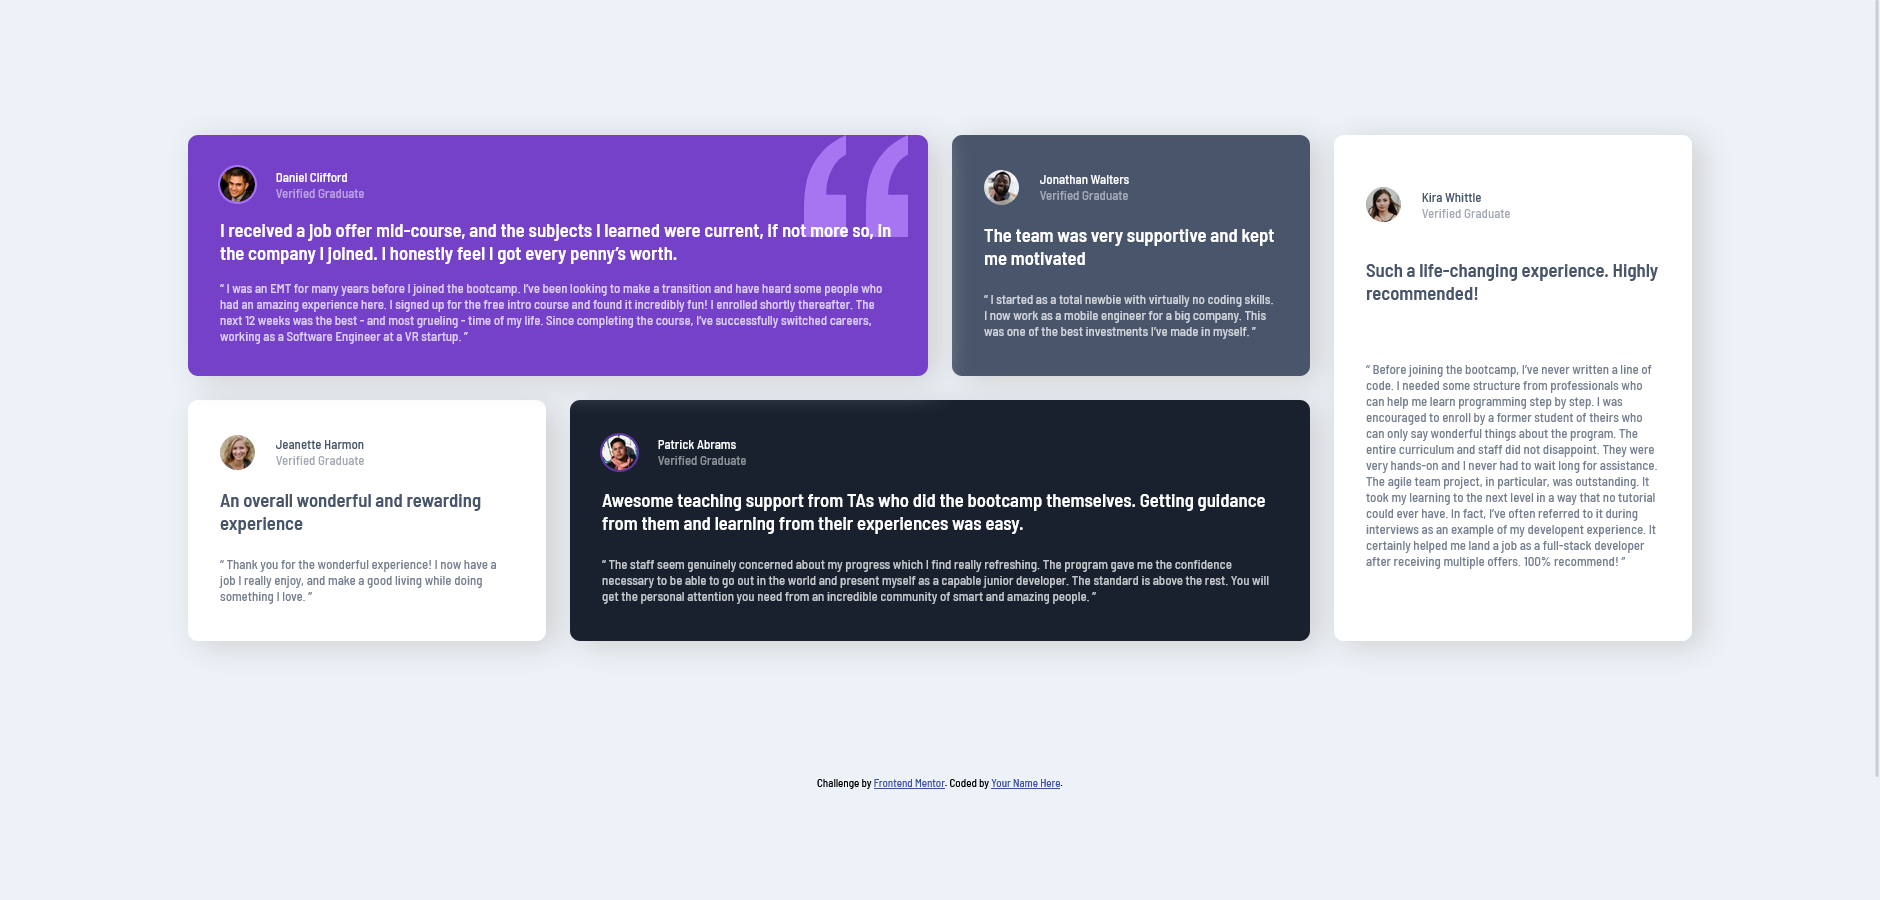 Daniel Clifford
Verified Graduate
I received a job offer mid-course, and the subjects I learned were current, if not more so, in
the company I joined. I honestly feel I got every penny’s worth.
“ I was an EMT for many years before I joined the bootcamp. I’ve been looking to make a transition and have heard some people who
had an amazing experience here. I signed up for the free intro course and found it incredibly fun! I enrolled shortly thereafter. The
next 12 weeks was the best - and most grueling - time of my life. Since completing the course, I’ve successfully switched careers,
working as a Software Engineer at a VR startup. ”
Jonathan Walters
Verified Graduate
The team was very supportive and kept
me motivated
“ I started as a total newbie with virtually no coding skills.
I now work as a mobile engineer for a big company. This
was one of the best investments I’ve made in myself. ”
Kira Whittle
Verified Graduate
Such a life-changing experience. Highly
recommended!
“ Before joining the bootcamp, I’ve never written a line of
code. I needed some structure from professionals who
can help me learn programming step by step. I was
encouraged to enroll by a former student of theirs who
can only say wonderful things about the program. The
entire curriculum and staff did not disappoint. They were
very hands-on and I never had to wait long for assistance.
The agile team project, in particular, was outstanding. It
took my learning to the next level in a way that no tutorial
could ever have. In fact, I’ve often referred to it during
interviews as an example of my developent experience. It
certainly helped me land a job as a full-stack developer
after receiving multiple offers. 100% recommend! ”
Jeanette Harmon
Verified Graduate
An overall wonderful and rewarding
experience
“ Thank you for the wonderful experience! I now have a
job I really enjoy, and make a good living while doing
something I love. ”
Patrick Abrams
Verified Graduate
Awesome teaching support from TAs who did the bootcamp themselves. Getting guidance
from them and learning from their experiences was easy.
“ The staff seem genuinely concerned about my progress which I find really refreshing. The program gave me the confidence
necessary to be able to go out in the world and present myself as a capable junior developer. The standard is above the rest. You will
get the personal attention you need from an incredible community of smart and amazing people. ”
Challenge by Frontend Mentor. Coded by Your Name Here.